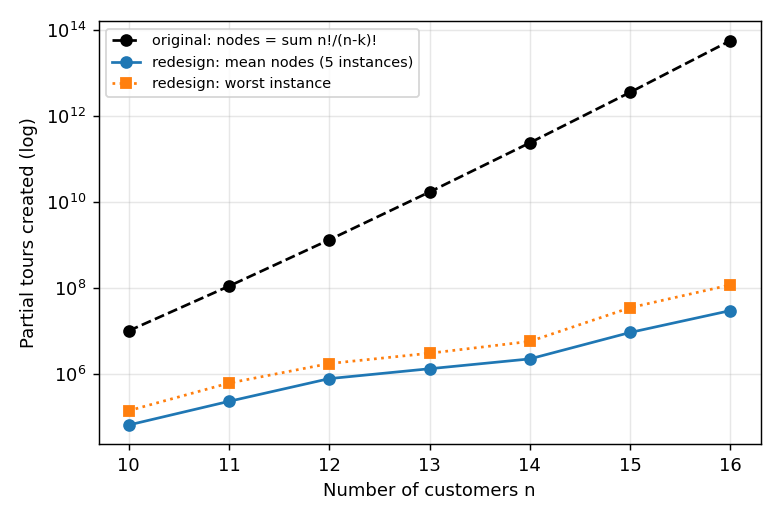 original: nodes = sum n!/(n-k)!
redesign: mean nodes (5 instances)
redesign: worst instance
Partial tours created (log)
10^14
10^12
10^10
10^8
10^6
10 11 12 13 14 15 16
Number of customers n